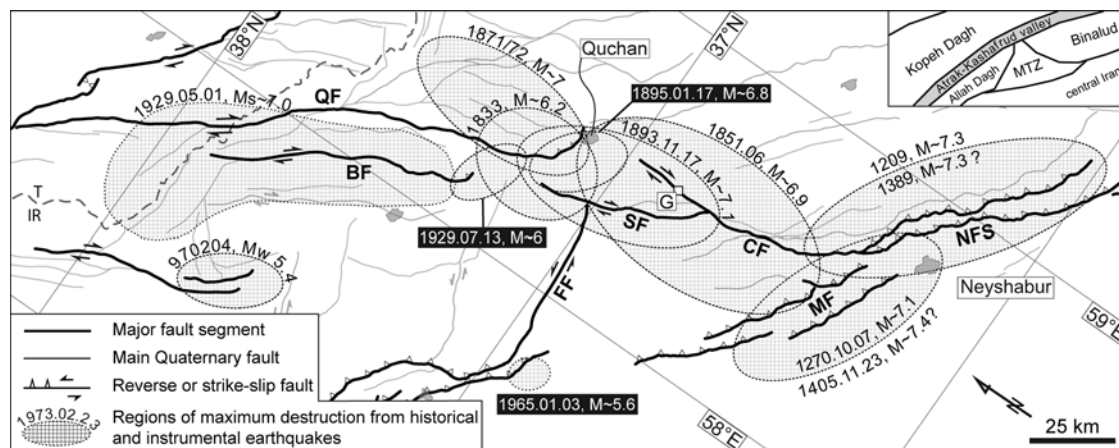 38°N
37°N
1871/72, M~7
Quchan
Kopeh Dagh
Atrak-Kashafrud valley
Allah Dagh
MTZ
Binalud
central Iran
1929.05.01, Ms~7.0
QF
1833, M~6.2
1895.01.17, M~6.8
1893.11.17, M~7.1
1851.06, M~6.9
1209, M~7.3
1389, M~7.3 ?
BF
G
T
IR
SF
1929.07.13, M~6
CF
NFS
970204, Mw 5.4
FF
MF
Neyshabur
59°E
Major fault segment
Main Quaternary fault
Reverse or strike-slip fault
1270.10.07, M~7.1
1405.11.23, M~7.4?
1973.02.23
Regions of maximum destruction from historical
and instrumental earthquakes
1965.01.03, M~5.6
58°E
N
25 km